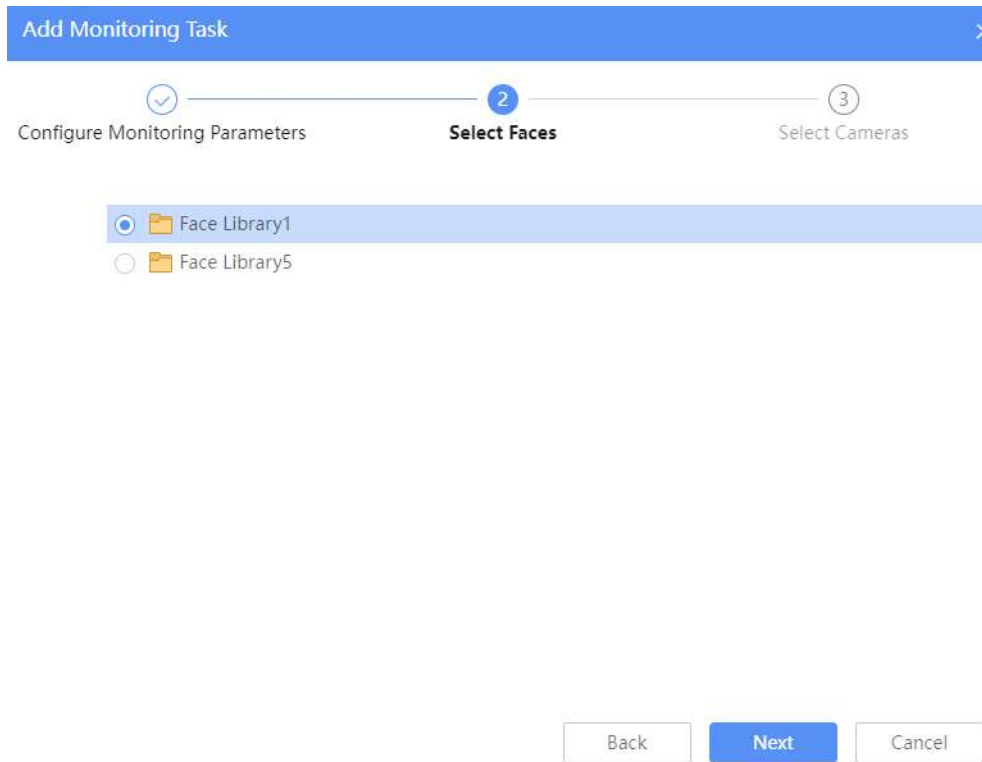 Add Monitoring Task
2
3
Configure Monitoring Parameters
Select Faces
Select Cameras
Face Library1
Face Library5
Back
Next
Cancel